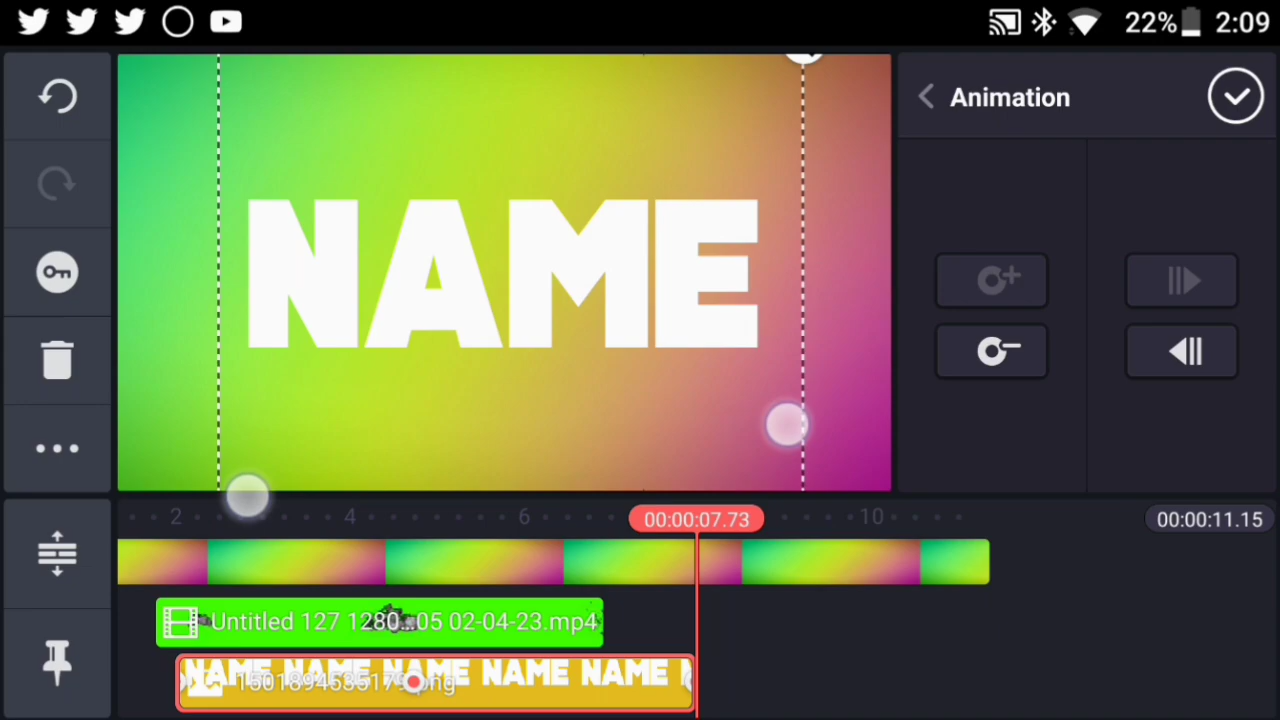 22% 2:09
Animation
NAME
2 4 6 00:00:07.73 10 00:00:11.15
Untitled 127 1280...05 02-04-23.mp4
NAME NAME NAME NAME NAME